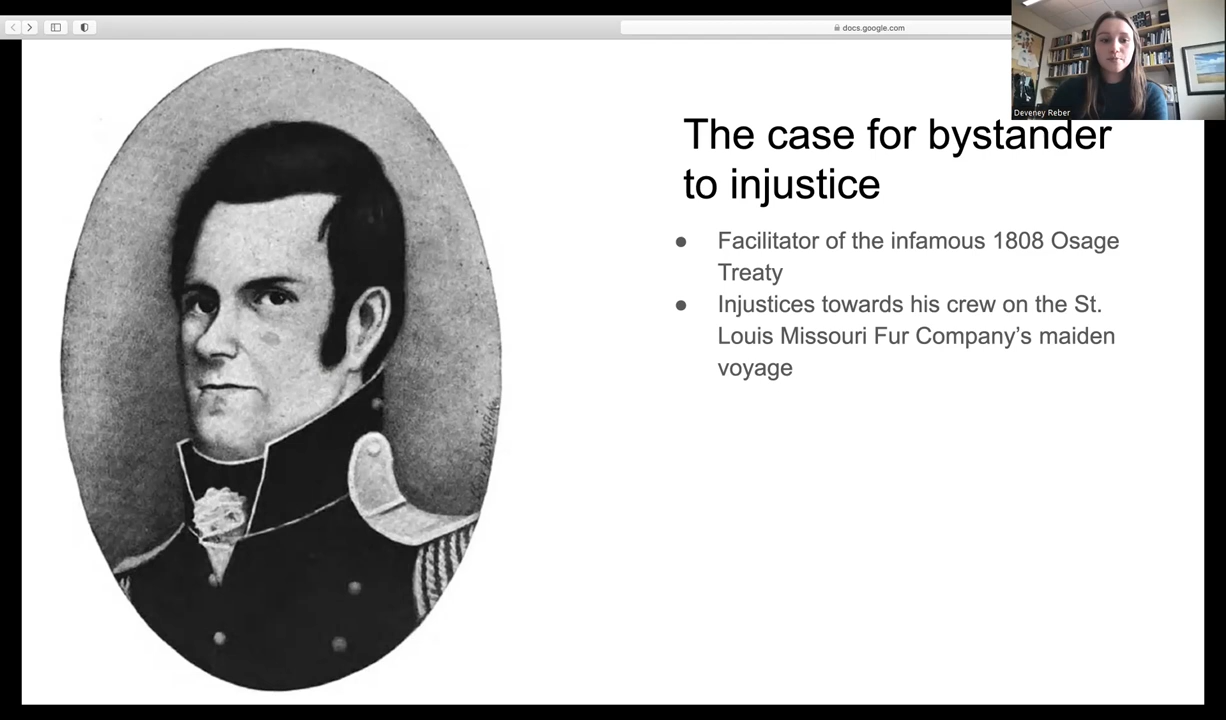 docs.google.com
Deveney Reber
The case for bystander
to injustice
● Facilitator of the infamous 1808 Osage
Treaty
● Injustices towards his crew on the St.
Louis Missouri Fur Company’s maiden
voyage